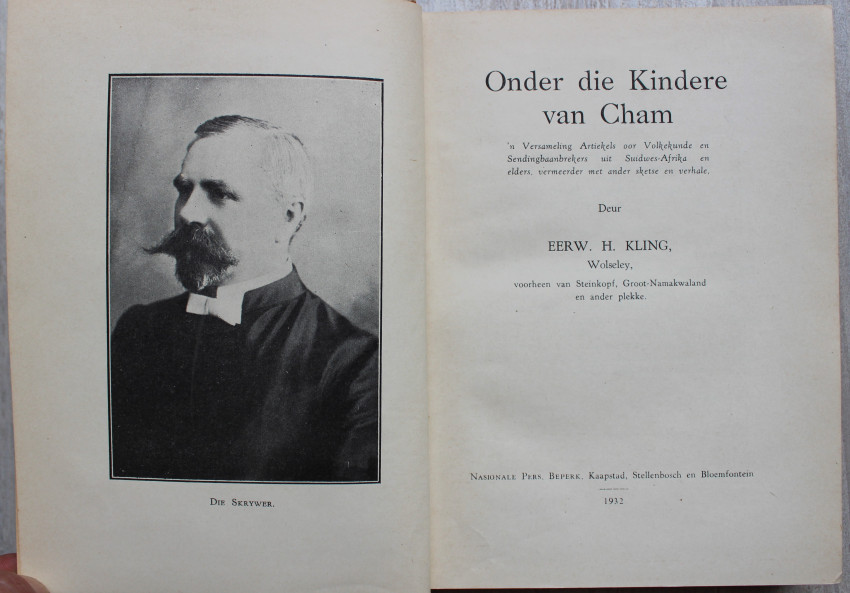 DIE SKRYWER.
Onder die Kindere
van Cham
'n Versameling Artiekels oor Volkekunde en
Sendingbaanbrekers uit Suidwes-Afrika en
elders, vermeerder met ander sketse en verhale.
Deur
EERW. H. KLING,
Wolseley,
voorheen van Steinkopf, Groot-Namakwaland
en ander plekke.
NASIONALE PERS, BEPERK, Kaapstad, Stellenbosch en Bloemfontein
1932